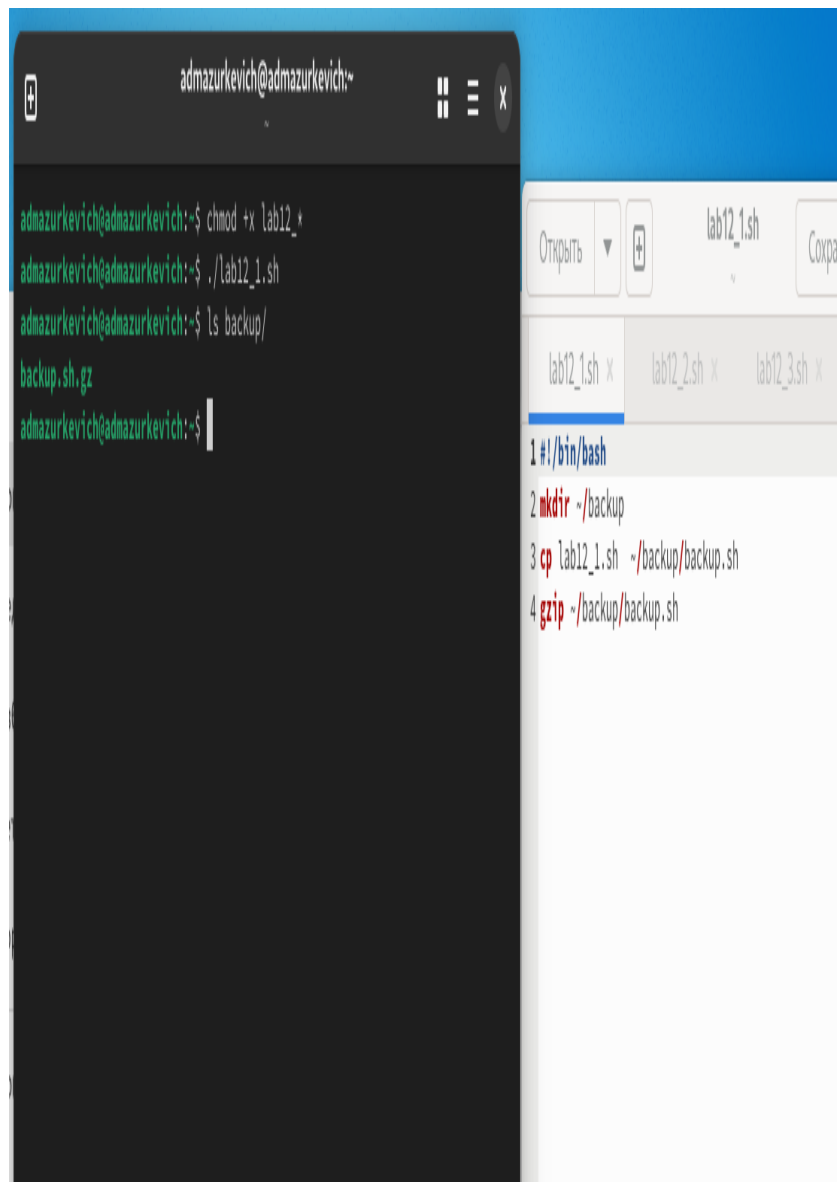 admazurkevich@admazurkevich:~
~
admazurkevich@admazurkevich:~$ chmod +x lab12_*
admazurkevich@admazurkevich:~$ ./lab12_1.sh
admazurkevich@admazurkevich:~$ ls backup/
backup.sh.gz
admazurkevich@admazurkevich:~$
Открыть
lab12_1.sh
~
lab12_1.sh × lab12_2.sh × lab12_3.sh ×
1 #!/bin/bash
2 mkdir ~/backup
3 cp lab12_1.sh  ~/backup/backup.sh
4 gzip ~/backup/backup.sh